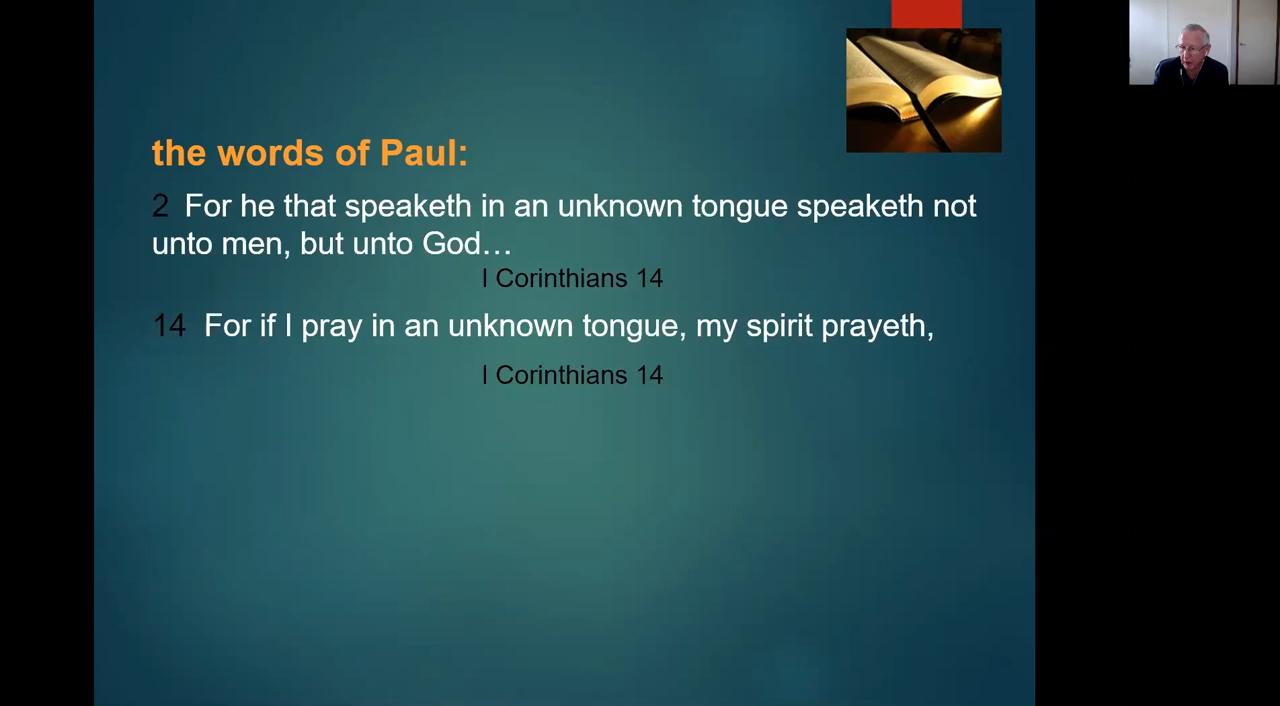 the words of Paul:
2 For he that speaketh in an unknown tongue speaketh not
unto men, but unto God…
I Corinthians 14
14 For if I pray in an unknown tongue, my spirit prayeth,
I Corinthians 14